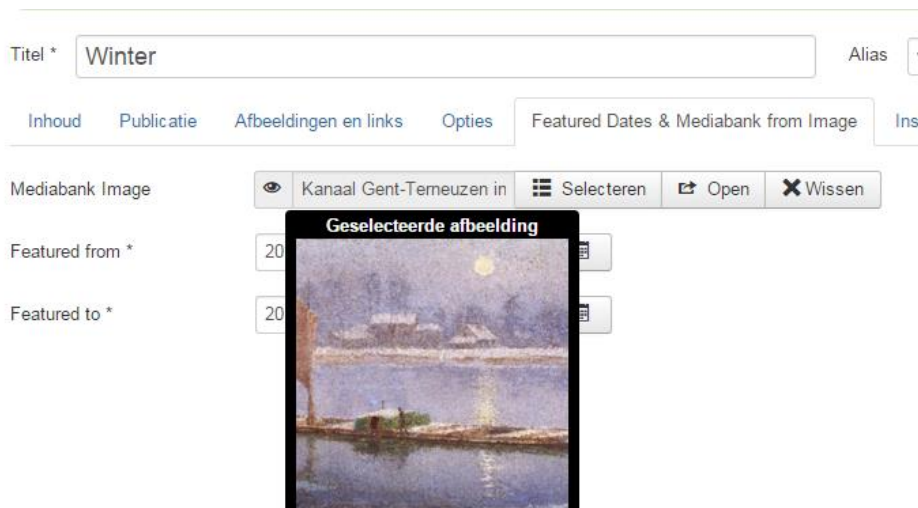 Titel * Winter Alias
Inhoud Publicatie Afbeeldingen en links Opties Featured Dates & Mediabank from Image
Mediabank Image Kanaal Gent-Terneuzen in Selecteren Open Wissen
Geselecteerde afbeelding
Featured from * 20
Featured to * 20